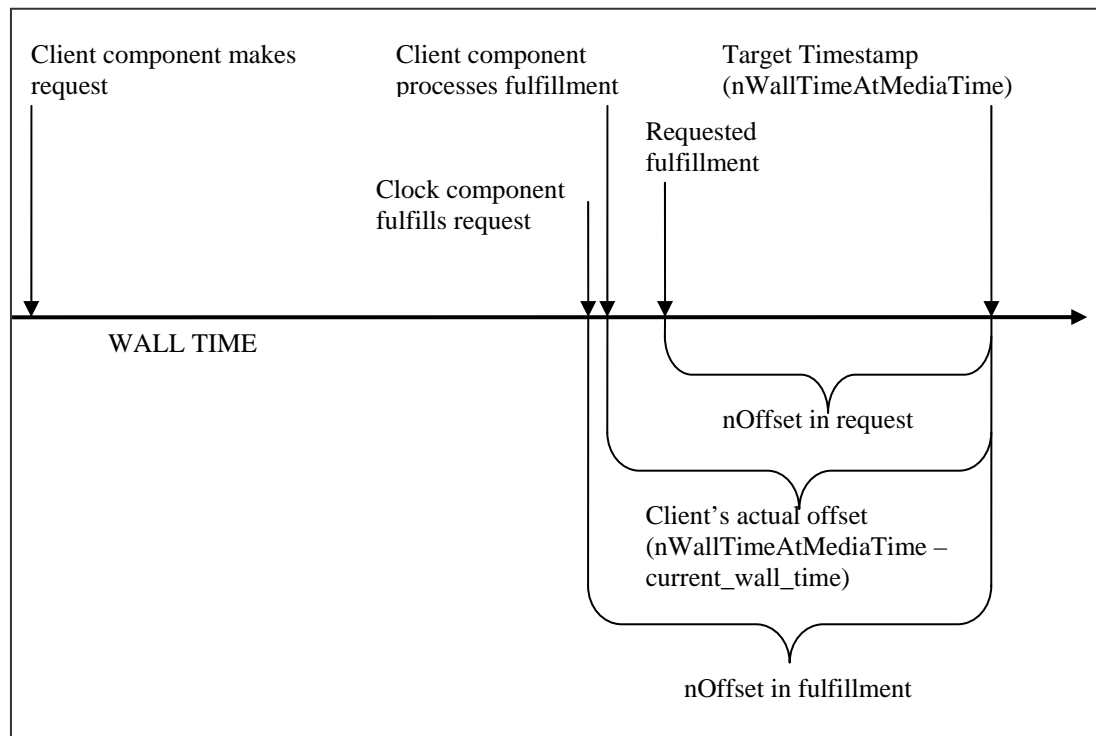 Client component makes
request
Client component
processes fulfillment
Target Timestamp
(nWallTimeAtMediaTime)
Requested
fulfillment
Clock component
fulfills request
WALL TIME
nOffset in request
Client’s actual offset
(nWallTimeAtMediaTime –
current_wall_time)
nOffset in fulfillment